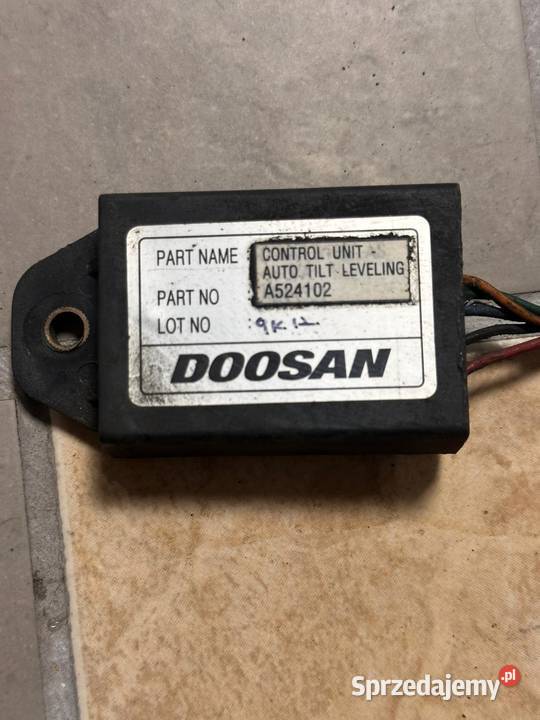 PART NAME CONTROL UNIT -
AUTO TILT LEVELING
PART NO A524102
LOT NO :9K12
DOOSAN
Sprzedajemy.pl